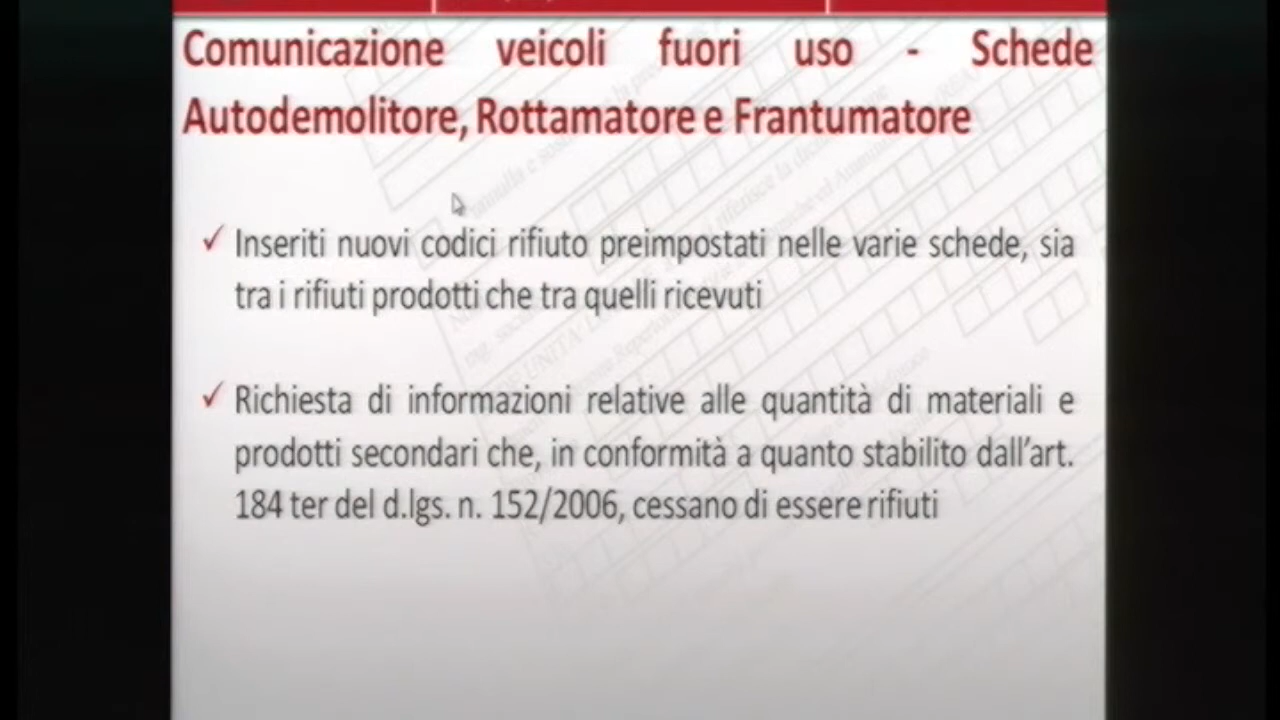 Comunicazione veicoli fuori uso - Schede
Autodemolitore, Rottamatore e Frantumatore
✓ Inseriti nuovi codici rifiuto preimpostati nelle varie schede, sia
tra i rifiuti prodotti che tra quelli ricevuti
✓ Richiesta di informazioni relative alle quantità di materiali e
prodotti secondari che, in conformità a quanto stabilito dall'art.
184 ter del d.lgs. n. 152/2006, cessano di essere rifiuti